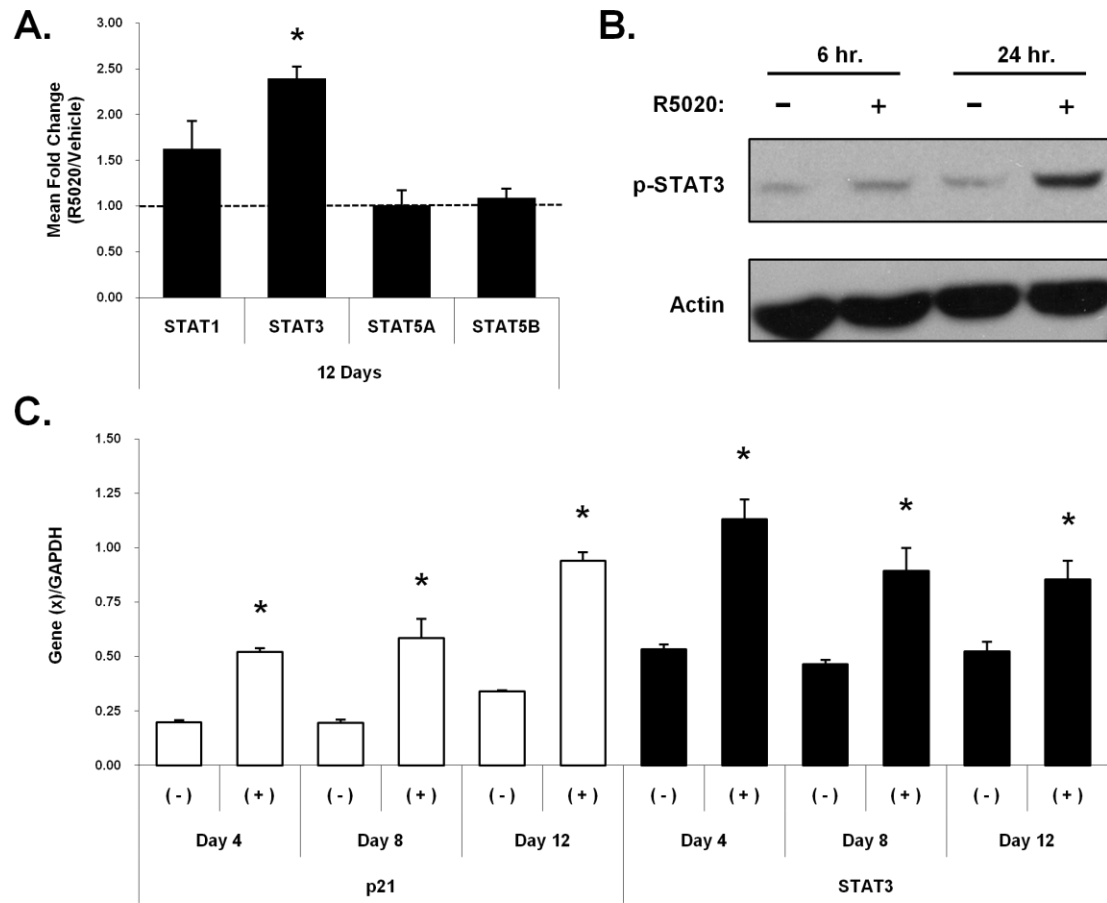 A.
3.00
2.50
2.00
1.50
1.00
0.50
0.00
Mean Fold Change
(R5020/Vehicle)
*
STAT1 STAT3 STAT5A STAT5B
12 Days
B.
6 hr. 24 hr.
R5020: - + - +
p-STAT3
Actin
C.
1.50
1.25
1.00
0.75
0.50
0.25
0.00
Gene (x)/GAPDH
* * * * * *
(-) (+) (-) (+) (-) (+) (-) (+) (-) (+) (-) (+)
Day 4 Day 8 Day 12 Day 4 Day 8 Day 12
p21 STAT3